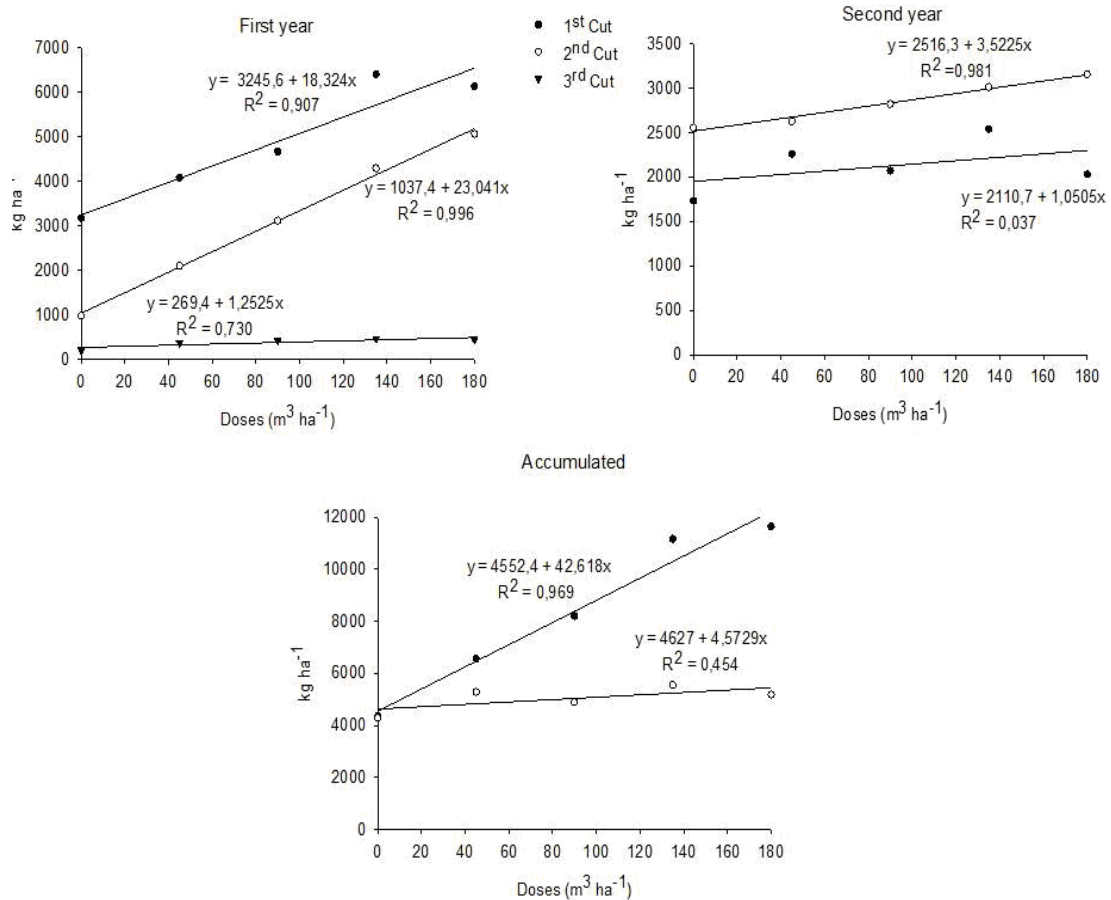 First year
1st Cut
2nd Cut
3rd Cut
y = 3245,6 + 18,324x
R2 = 0,907
y = 1037,4 + 23,041x
R2 = 0,996
y = 269,4 + 1,2525x
R2 = 0,730
7000
6000
5000
4000
3000
2000
1000
0
kg ha
0 20 40 60 80 100 120 140 160 180
Doses (m3 ha-1)
Second year
y = 2516,3 + 3,5225x
R2 = 0,981
y = 2110,7 + 1,0505x
R2 = 0,037
3500
3000
2500
2000
1500
1000
500
0
kg ha-1
0 20 40 60 80 100 120 140 160 180
Doses (m3 ha-1)
Accumulated
y = 4552,4 + 42,618x
R2 = 0,969
y = 4627 + 4,5729x
R2 = 0,454
12000
10000
8000
6000
4000
2000
0
kg ha-1
0 20 40 60 80 100 120 140 160 180
Doses (m3 ha-1)